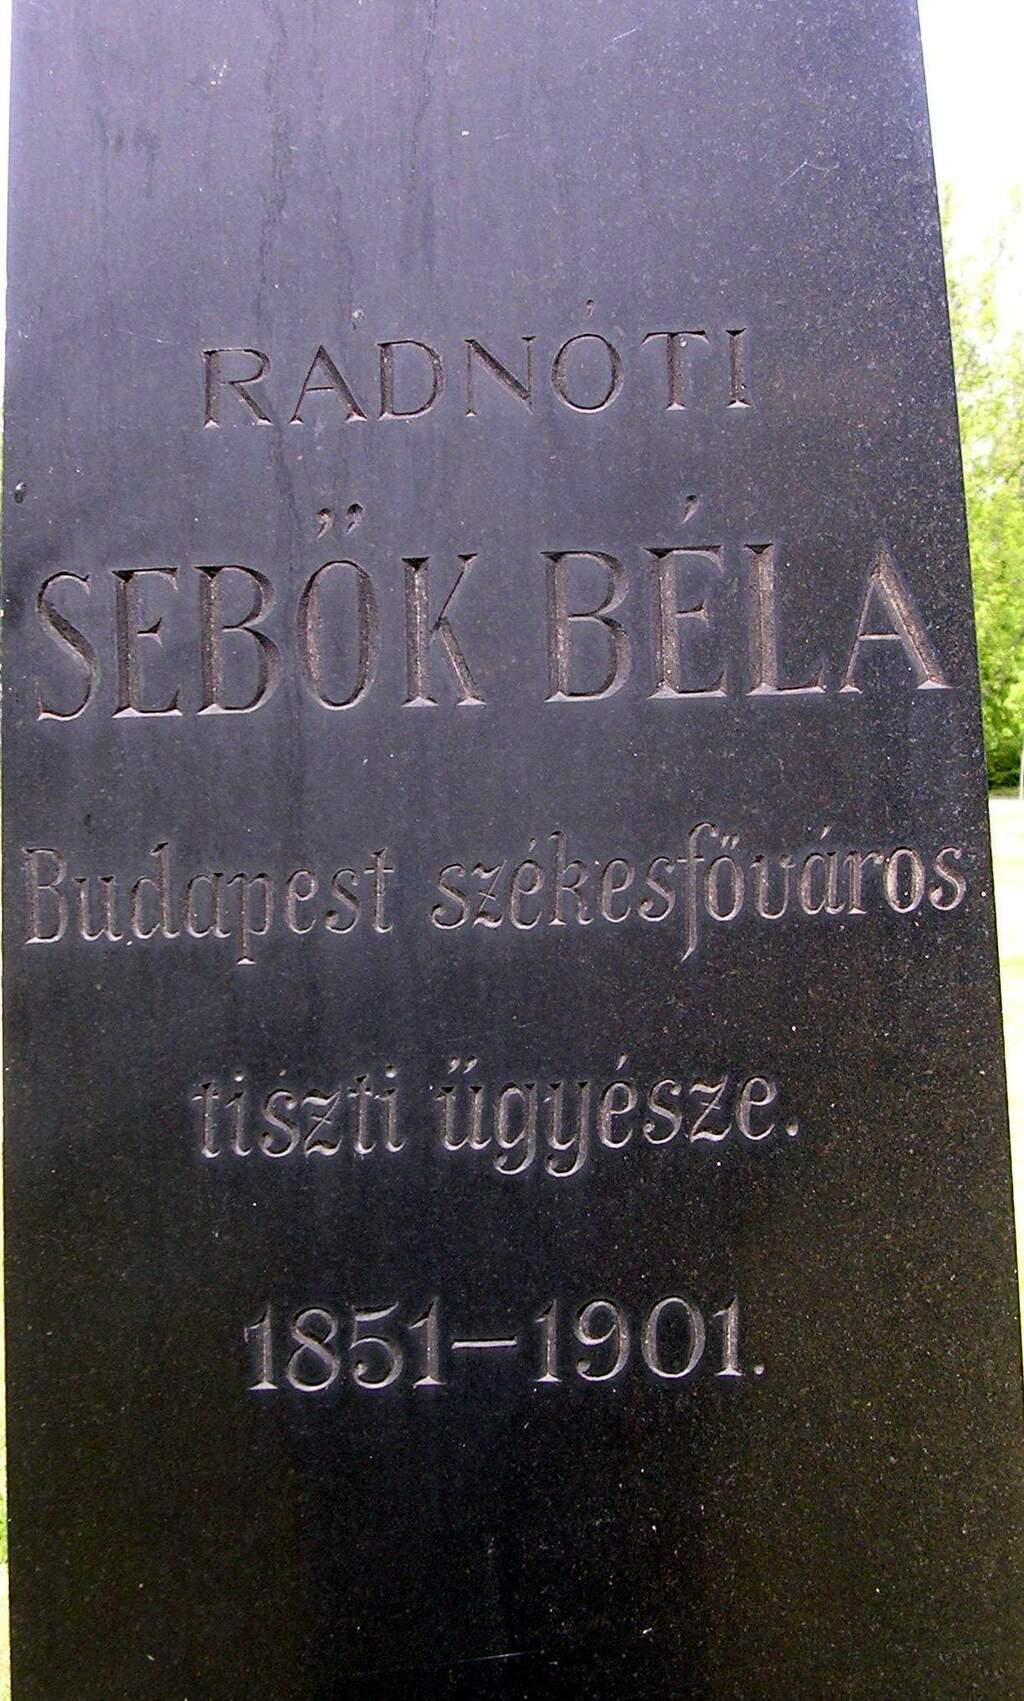 RADNÓTI
SEBŐK BÉLA
Budapest székesfőváros
tiszti ügyésze.
1851–1901.